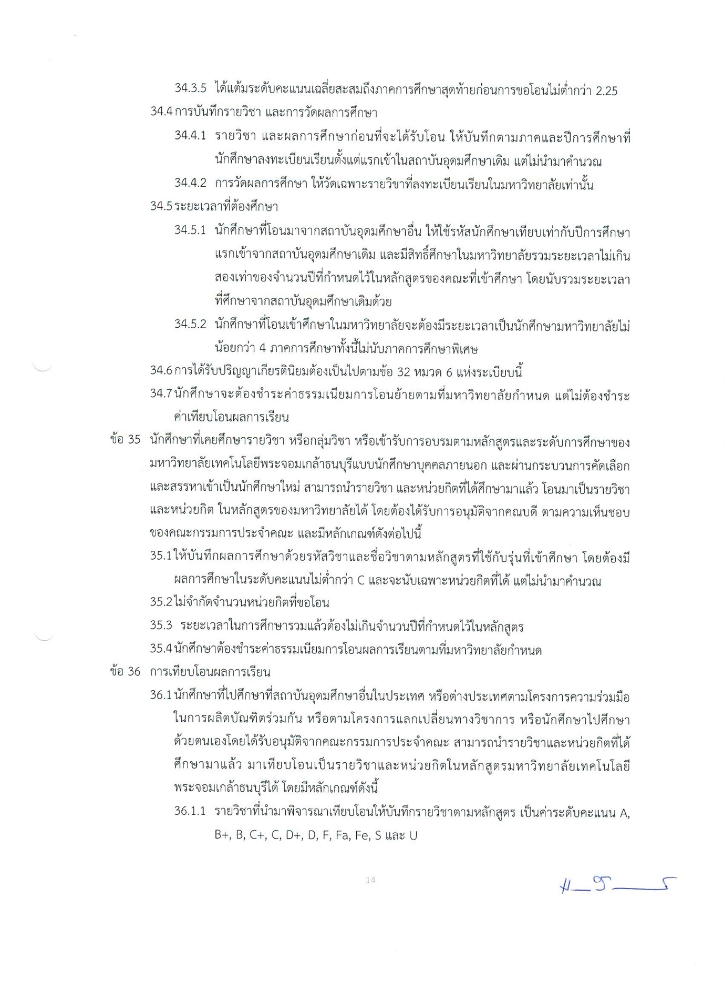 34.3.5 ได้แต้มระดับคะแนนเฉลี่ยสะสมถึงภาคการศึกษาสุดท้ายก่อนการขอโอนไม่ต่ำกว่า 2.25
34.4 การบันทึกรายวิชา และการวัดผลการศึกษา
34.4.1 รายวิชา และผลการศึกษาก่อนที่จะได้รับโอน ให้บันทึกตามภาคและปีการศึกษาที่
นักศึกษาลงทะเบียนเรียนตั้งแต่แรกเข้าในสถาบันอุดมศึกษาเดิม แต่ไม่นำมาคำนวณ
34.4.2 การวัดผลการศึกษา ให้วัดเฉพาะรายวิชาที่ลงทะเบียนเรียนในมหาวิทยาลัยเท่านั้น
34.5 ระยะเวลาที่ต้องศึกษา
34.5.1 นักศึกษาที่โอนมาจากสถาบันอุดมศึกษาอื่น ให้ใช้รหัสนักศึกษาเทียบเท่ากับปีการศึกษา
แรกเข้าจากสถาบันอุดมศึกษาเดิม และมีสิทธิ์ศึกษาในมหาวิทยาลัยรวมระยะเวลาไม่เกิน
สองเท่าของจำนวนปีที่กำหนดไว้ในหลักสูตรของคณะที่เข้าศึกษา โดยนับรวมระยะเวลา
ที่ศึกษาจากสถาบันอุดมศึกษาเดิมด้วย
34.5.2 นักศึกษาที่โอนเข้าศึกษาในมหาวิทยาลัยจะต้องมีระยะเวลาเป็นนักศึกษามหาวิทยาลัยไม่
น้อยกว่า 4 ภาคการศึกษาทั้งนี้ไม่นับภาคการศึกษาพิเศษ
34.6 การได้รับปริญญาเกียรตินิยมต้องเป็นไปตามข้อ 32 หมวด 6 แห่งระเบียบนี้
34.7 นักศึกษาจะต้องชำระค่าธรรมเนียมการโอนย้ายตามที่มหาวิทยาลัยกำหนด แต่ไม่ต้องชำระ
ค่าเทียบโอนผลการเรียน
ข้อ 35 นักศึกษาที่เคยศึกษารายวิชา หรือกลุ่มวิชา หรือเข้ารับการอบรมตามหลักสูตรและระดับการศึกษาของ
มหาวิทยาลัยเทคโนโลยีพระจอมเกล้าธนบุรีแบบนักศึกษาบุคคลภายนอก และผ่านกระบวนการคัดเลือก
และสรรหาเข้าเป็นนักศึกษาใหม่ สามารถนำรายวิชา และหน่วยกิตที่ได้ศึกษามาแล้ว โอนมาเป็นรายวิชา
และหน่วยกิต ในหลักสูตรของมหาวิทยาลัยได้ โดยต้องได้รับการอนุมัติจากคณบดี ตามความเห็นชอบ
ของคณะกรรมการประจำคณะ และมีหลักเกณฑ์ดังต่อไปนี้
35.1 ให้บันทึกผลการศึกษาด้วยรหัสวิชาและชื่อวิชาตามหลักสูตรที่ใช้กับรุ่นที่เข้าศึกษา โดยต้องมี
ผลการศึกษาในระดับคะแนนไม่ต่ำกว่า C และจะนับเฉพาะหน่วยกิตที่ได้ แต่ไม่นำมาคำนวณ
35.2 ไม่จำกัดจำนวนหน่วยกิตที่ขอโอน
35.3 ระยะเวลาในการศึกษารวมแล้วต้องไม่เกินจำนวนปีที่กำหนดไว้ในหลักสูตร
35.4 นักศึกษาต้องชำระค่าธรรมเนียมการโอนผลการเรียนตามที่มหาวิทยาลัยกำหนด
ข้อ 36 การเทียบโอนผลการเรียน
36.1 นักศึกษาที่ไปศึกษาที่สถาบันอุดมศึกษาอื่นในประเทศ หรือต่างประเทศตามโครงการความร่วมมือ
ในการผลิตบัณฑิตร่วมกัน หรือตามโครงการแลกเปลี่ยนทางวิชาการ หรือนักศึกษาไปศึกษา
ด้วยตนเองโดยได้รับอนุมัติจากคณะกรรมการประจำคณะ สามารถนำรายวิชาและหน่วยกิตที่ได้
ศึกษามาแล้ว มาเทียบโอนเป็นรายวิชาและหน่วยกิตในหลักสูตรมหาวิทยาลัยเทคโนโลยี
พระจอมเกล้าธนบุรีได้ โดยมีหลักเกณฑ์ดังนี้
36.1.1 รายวิชาที่นำมาพิจารณาเทียบโอนให้บันทึกรายวิชาตามหลักสูตร เป็นค่าระดับคะแนน A,
B+, B, C+, C, D+, D, F, Fa, Fe, S และ U
14